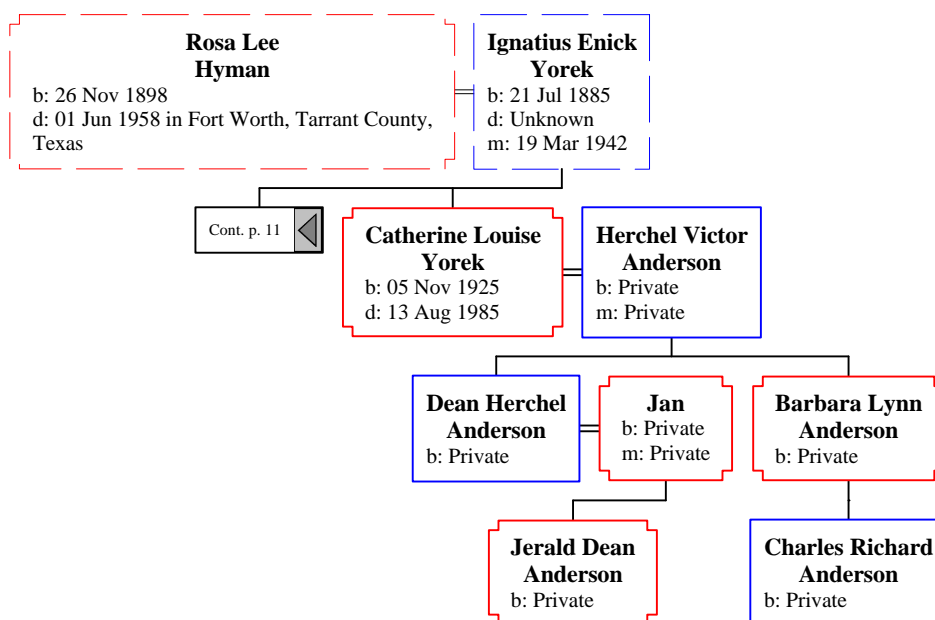 Rosa Lee
Hyman
b: 26 Nov 1898
d: 01 Jun 1958 in Fort Worth, Tarrant County,
Texas
Ignatius Enick
Yorek
b: 21 Jul 1885
d: Unknown
m: 19 Mar 1942
Cont. p. 11
Catherine Louise
Yorek
b: 05 Nov 1925
d: 13 Aug 1985
Herchel Victor
Anderson
b: Private
m: Private
Dean Herchel
Anderson
b: Private
Jan
b: Private
m: Private
Barbara Lynn
Anderson
b: Private
Jerald Dean
Anderson
b: Private
Charles Richard
Anderson
b: Private